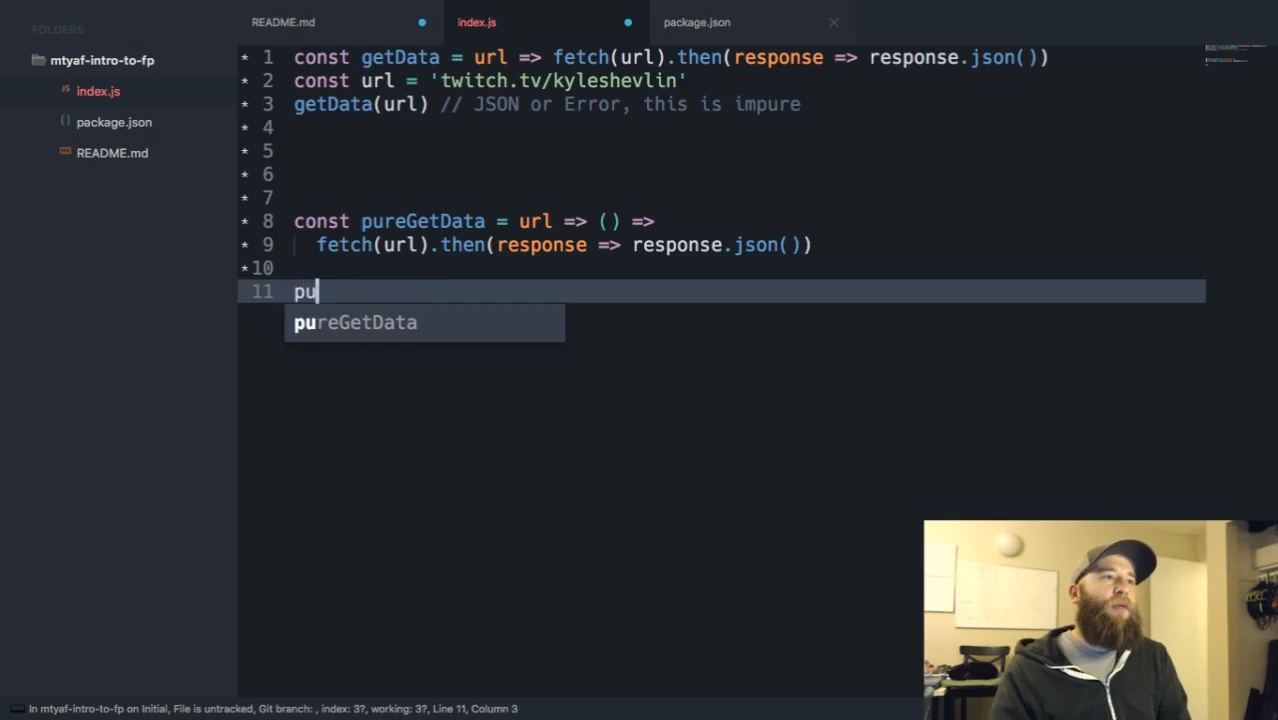 FOLDERS
mtyaf-intro-to-fp
index.js
package.json
README.md
README.md
index.js
package.json
1 const getData = url => fetch(url).then(response => response.json())
2 const url = 'twitch.tv/kyleshevlin'
3 getData(url) // JSON or Error, this is impure
4
5
6
7
8 const pureGetData = url => () =>
9 fetch(url).then(response => response.json())
10
11 pu
pureGetData
In mtyaf-intro-to-fp on Initial, File is untracked, Git branch: , index: 3?, working: 3?, Line 11, Column 3